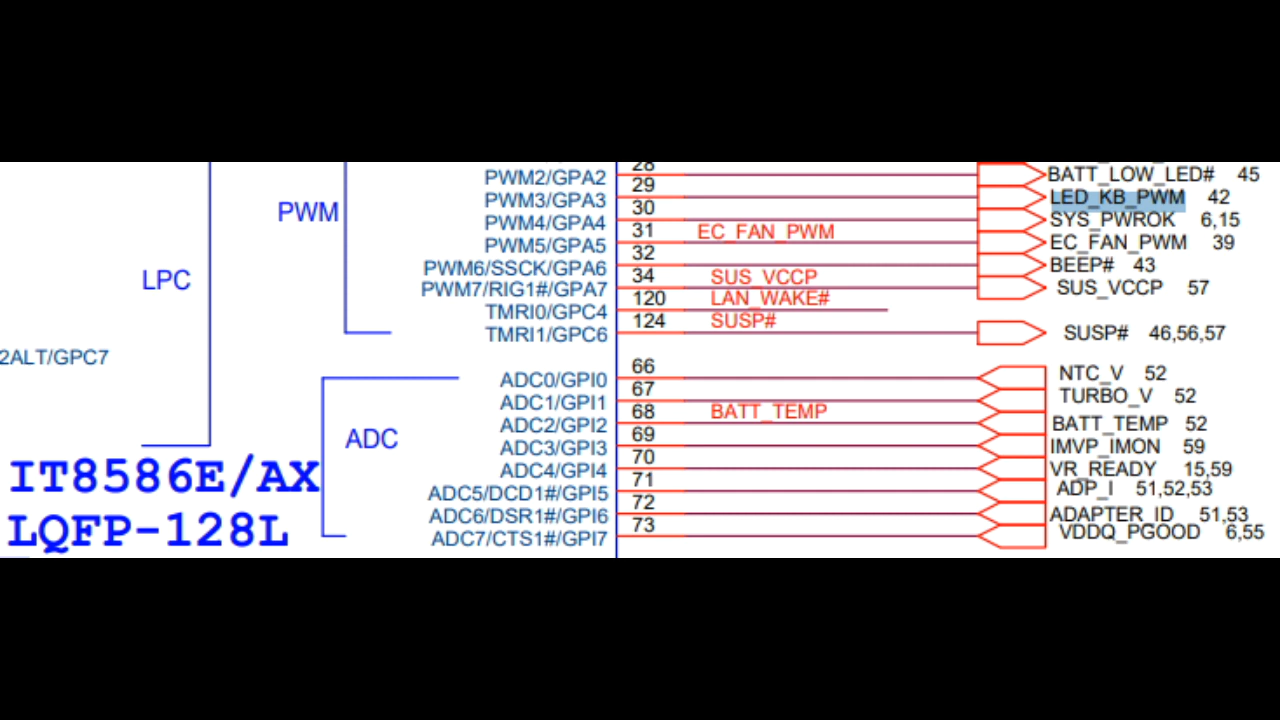 28
PWM2/GPA2 BATT_LOW_LED# 45
29
PWM3/GPA3 LED_KB_PWM 42
30
PWM PWM4/GPA4 SYS_PWROK 6,15
31 EC_FAN_PWM
PWM5/GPA5 EC_FAN_PWM 39
32
PWM6/SSCK/GPA6 BEEP# 43
34 SUS_VCCP
LPC PWM7/RIG1#/GPA7 SUS_VCCP 57
120 LAN_WAKE#
TMRI0/GPC4
124 SUSP#
TMRI1/GPC6 SUSP# 46,56,57
2ALT/GPC7
66
ADC0/GPI0 NTC_V 52
67
ADC1/GPI1 TURBO_V 52
68 BATT_TEMP
ADC2/GPI2 BATT_TEMP 52
69
ADC ADC3/GPI3 IMVP_IMON 59
70
ADC4/GPI4 VR_READY 15,59
IT8586E/AX
71
ADC5/DCD1#/GPI5 ADP_I 51,52,53
72
ADC6/DSR1#/GPI6 ADAPTER_ID 51,53
LQFP-128L
73
ADC7/CTS1#/GPI7 VDDQ_PGOOD 6,55